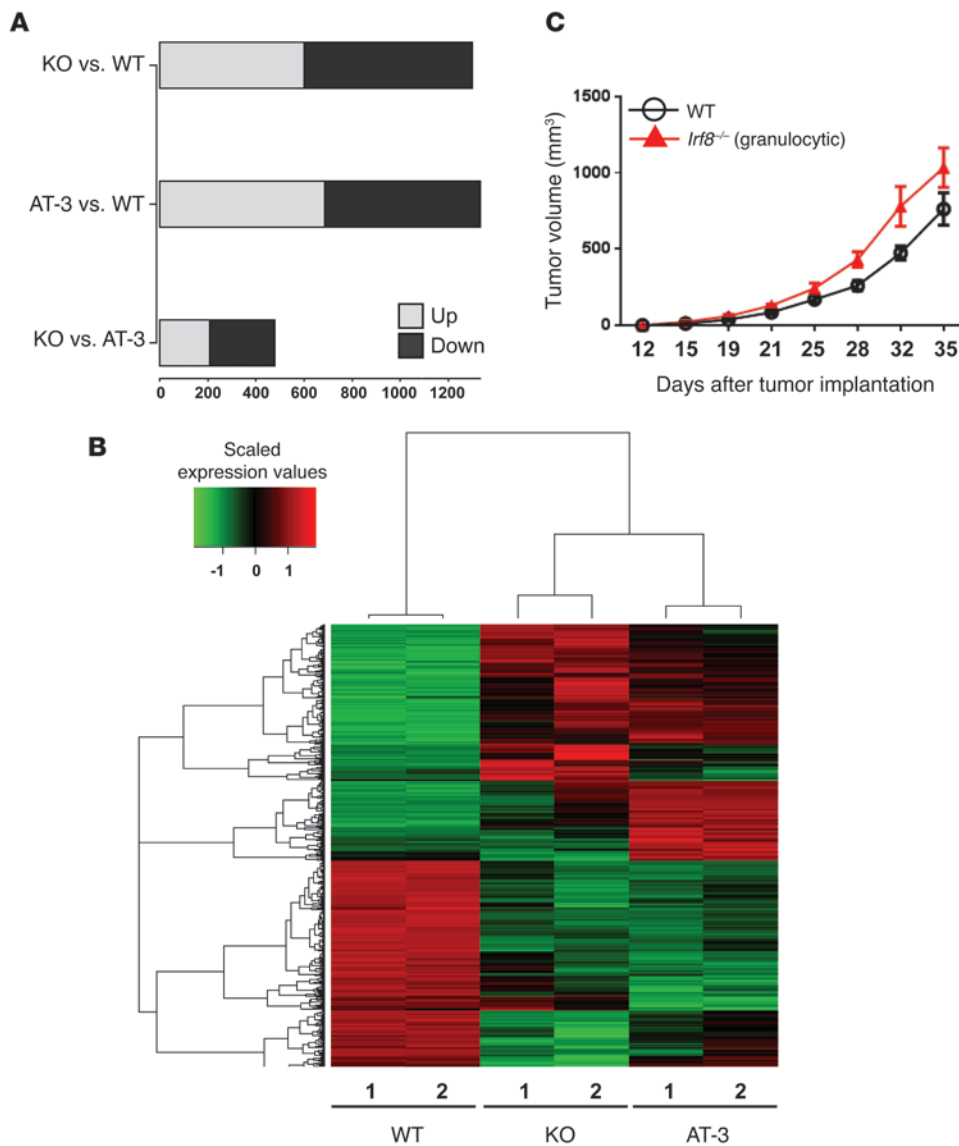 A
KO vs. WT
AT-3 vs. WT
KO vs. AT-3
Up
Down
0 200 400 600 800 1000 1200
C
WT
Irf8–/– (granulocytic)
Tumor volume (mm³)
1500
1000
500
0
12 15 19 21 25 28 32 35
Days after tumor implantation
B
Scaled
expression values
-1 0 1
1 2 1 2 1 2
WT KO AT-3